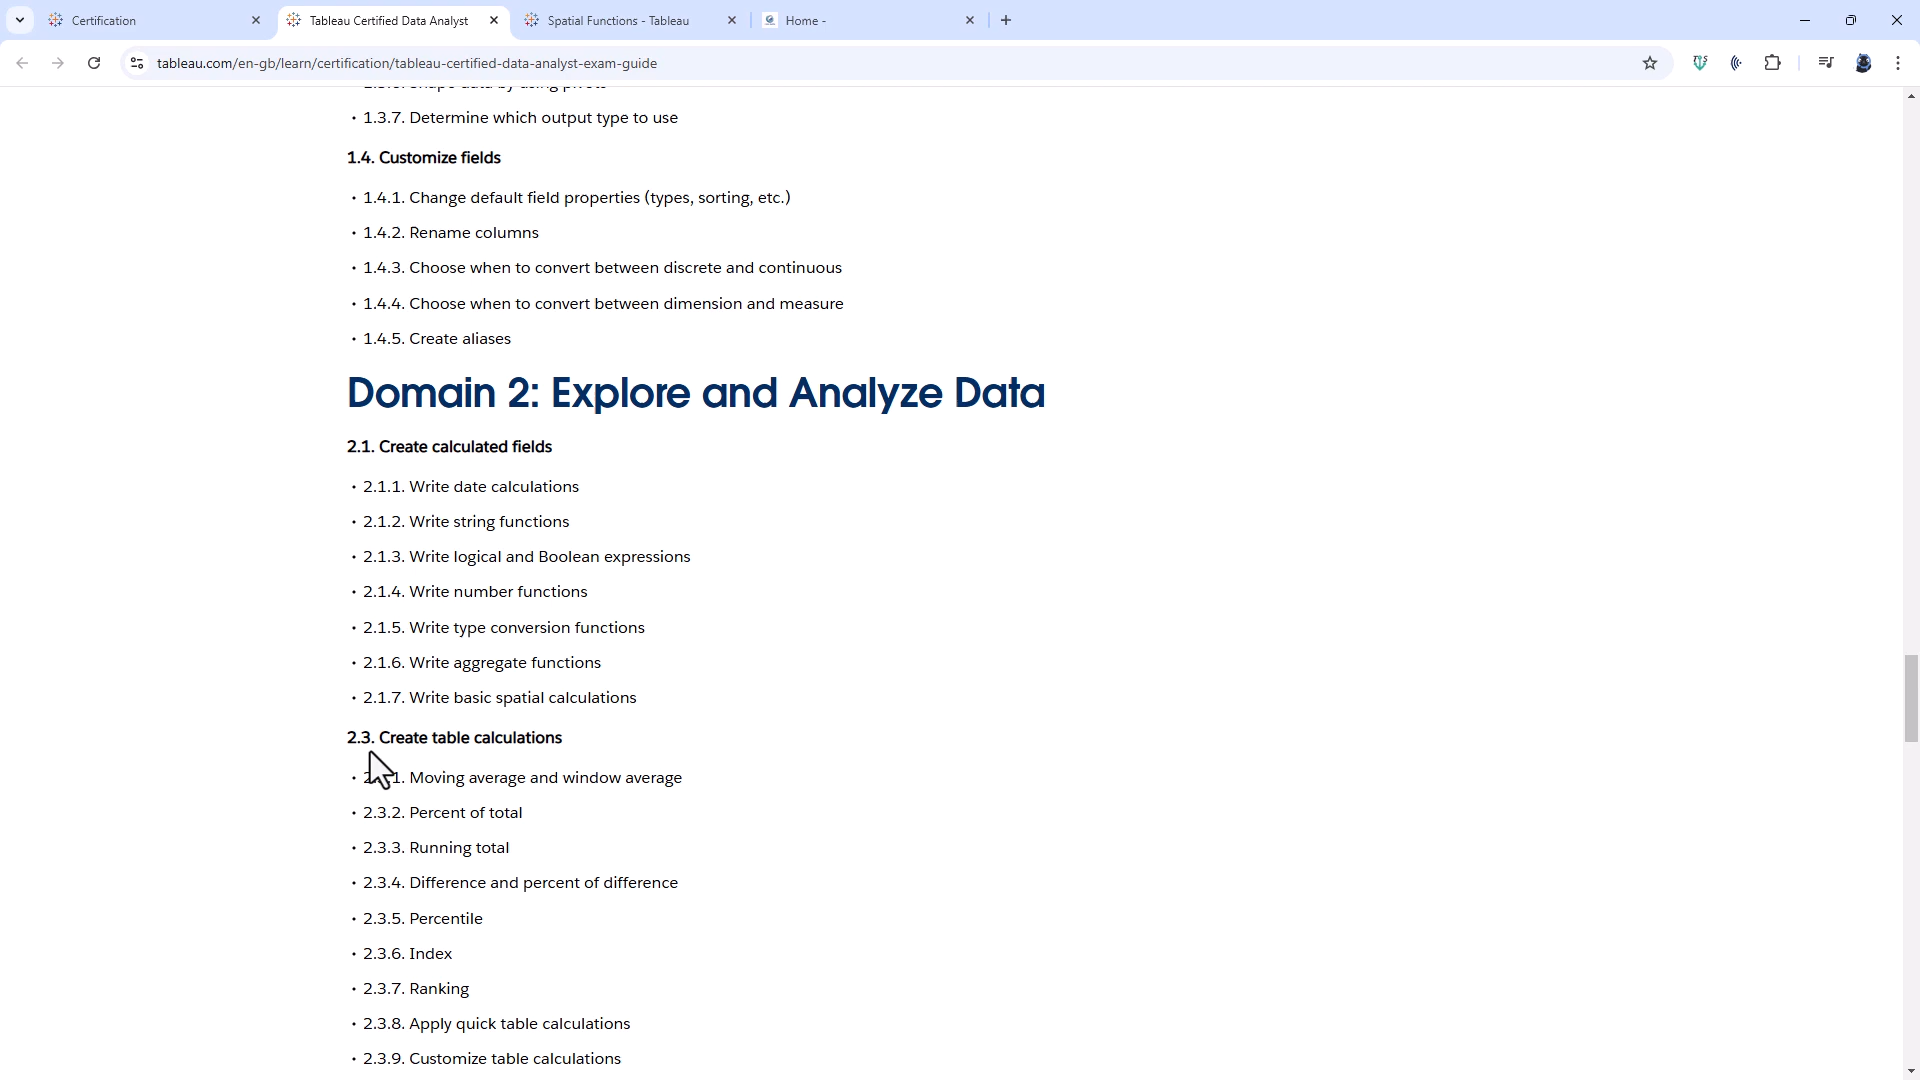 Certification
Tableau Certified Data Analyst
Spatial Functions - Tableau
Home -
tableau.com/en-gb/learn/certification/tableau-certified-data-analyst-exam-guide
• 1.3.7. Determine which output type to use
1.4. Customize fields
• 1.4.1. Change default field properties (types, sorting, etc.)
• 1.4.2. Rename columns
• 1.4.3. Choose when to convert between discrete and continuous
• 1.4.4. Choose when to convert between dimension and measure
• 1.4.5. Create aliases
Domain 2: Explore and Analyze Data
2.1. Create calculated fields
• 2.1.1. Write date calculations
• 2.1.2. Write string functions
• 2.1.3. Write logical and Boolean expressions
• 2.1.4. Write number functions
• 2.1.5. Write type conversion functions
• 2.1.6. Write aggregate functions
• 2.1.7. Write basic spatial calculations
2.3. Create table calculations
• Moving average and window average
• 2.3.2. Percent of total
• 2.3.3. Running total
• 2.3.4. Difference and percent of difference
• 2.3.5. Percentile
• 2.3.6. Index
• 2.3.7. Ranking
• 2.3.8. Apply quick table calculations
• 2.3.9. Customize table calculations